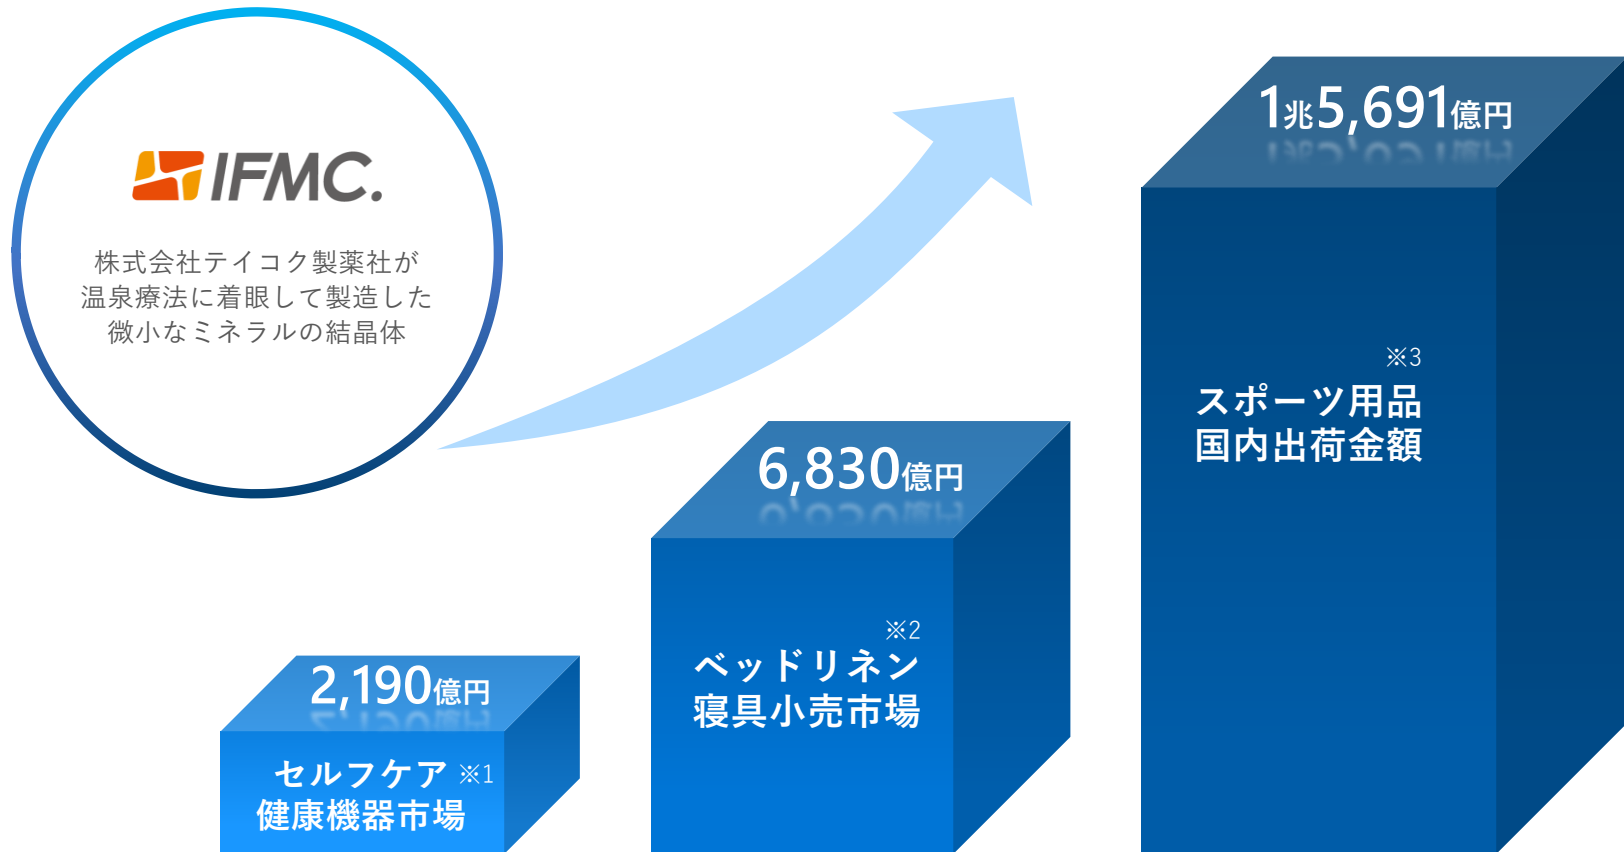 IFMC.
株式会社テイコク製薬社が
温泉療法に着眼して製造した
微小なミネラルの結晶体
2,190億円
セルフケア ※1
健康機器市場
6,830億円
※2
ベッドリネン
寝具小売市場
1兆5,691億円
※3
スポーツ用品
国内出荷金額